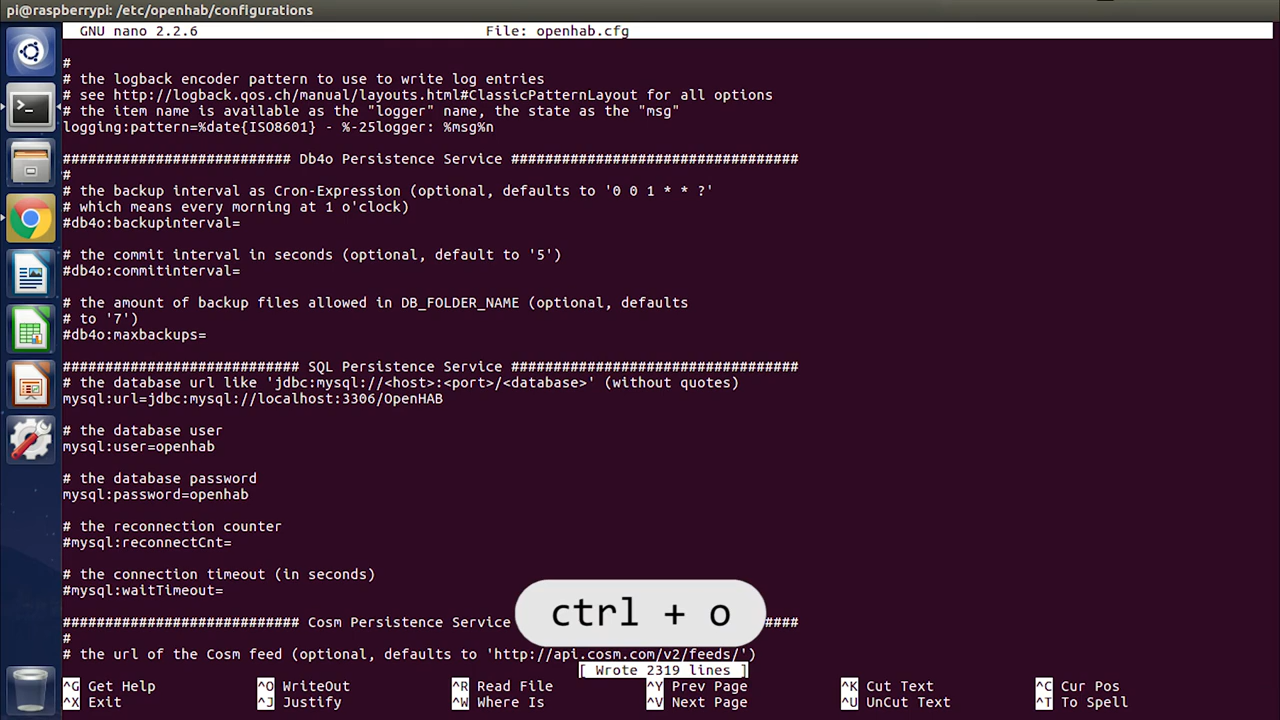 pi@raspberrypi: /etc/openhab/configurations
GNU nano 2.2.6 File: openhab.cfg
#
# the logback encoder pattern to use to write log entries
# see http://logback.qos.ch/manual/layouts.html#ClassicPatternLayout for all options
# the item name is available as the "logger" name, the state as the "msg"
logging:pattern=%date{ISO8601} - %-25logger: %msg%n
########################### Db4o Persistence Service ##################################
#
# the backup interval as Cron-Expression (optional, defaults to '0 0 1 * * ?'
# which means every morning at 1 o'clock)
#db4o:backupinterval=
# the commit interval in seconds (optional, default to '5')
#db4o:commitinterval=
# the amount of backup files allowed in DB_FOLDER_NAME (optional, defaults
# to '7')
#db4o:maxbackups=
############################ SQL Persistence Service ##################################
# the database url like 'jdbc:mysql://<host>:<port>/<database>' (without quotes)
mysql:url=jdbc:mysql://localhost:3306/OpenHAB
# the database user
mysql:user=openhab
# the database password
mysql:password=openhab
# the reconnection counter
#mysql:reconnectCnt=
# the connection timeout (in seconds)
#mysql:waitTimeout=
############################ Cosm Persistence Service ####
ctrl + o
#
# the url of the Cosm feed (optional, defaults to 'http://api.cosm.com/v2/feeds/')
[ Wrote 2319 lines ]
^G Get Help ^O WriteOut ^R Read File ^Y Prev Page ^K Cut Text ^C Cur Pos
^X Exit ^J Justify ^W Where Is ^V Next Page ^U UnCut Text ^T To Spell